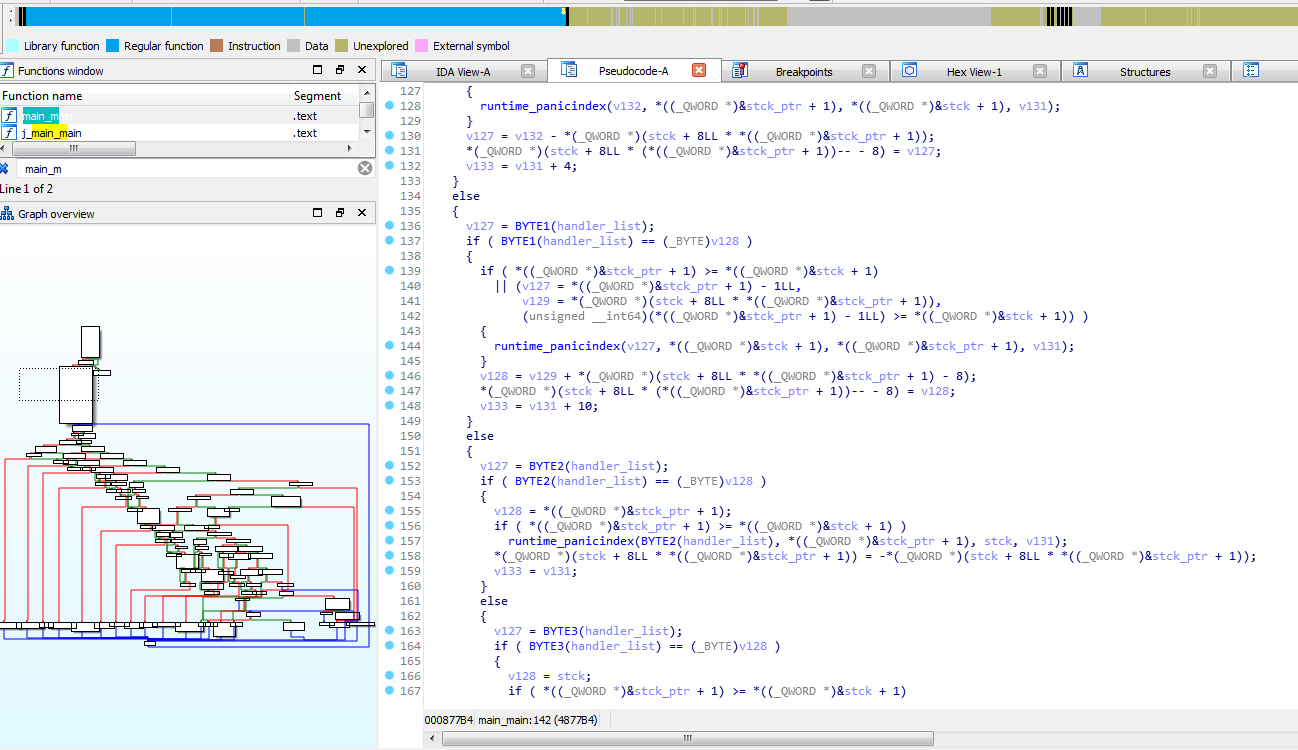 Library function Regular function Instruction Data Unexplored External symbol
Functions window
Function name Segment
main_main .text
j_main_main .text
main_m
Line 1 of 2
Graph overview
IDA View-A Pseudocode-A Breakpoints Hex View-1 Structures
127 {
128 runtime_panicindex(v132, *((_QWORD *)&stck_ptr + 1), *((_QWORD *)&stck + 1), v131);
129 }
130 v127 = v132 - *(_QWORD *)(stck + 8LL * *((_QWORD *)&stck_ptr + 1));
131 *(_QWORD *)(stck + 8LL * (*((_QWORD *)&stck_ptr + 1))-- - 8) = v127;
132 v133 = v131 + 4;
133 }
134 else
135 {
136 v127 = BYTE1(handler_list);
137 if ( BYTE1(handler_list) == (_BYTE)v128 )
138 {
139 if ( *((_QWORD *)&stck_ptr + 1) >= *((_QWORD *)&stck + 1)
140 || (v127 = *((_QWORD *)&stck_ptr + 1) - 1LL,
141 v129 = *(_QWORD *)(stck + 8LL * *((_QWORD *)&stck_ptr + 1)),
142 (unsigned __int64)(*((_QWORD *)&stck_ptr + 1) - 1LL) >= *((_QWORD *)&stck + 1)) )
143 {
144 runtime_panicindex(v127, *((_QWORD *)&stck + 1), *((_QWORD *)&stck_ptr + 1), v131);
145 }
146 v128 = v129 + *(_QWORD *)(stck + 8LL * *((_QWORD *)&stck_ptr + 1) - 8);
147 *(_QWORD *)(stck + 8LL * (*((_QWORD *)&stck_ptr + 1))-- - 8) = v128;
148 v133 = v131 + 10;
149 }
150 else
151 {
152 v127 = BYTE2(handler_list);
153 if ( BYTE2(handler_list) == (_BYTE)v128 )
154 {
155 v128 = *((_QWORD *)&stck_ptr + 1);
156 if ( *((_QWORD *)&stck_ptr + 1) >= *((_QWORD *)&stck + 1) )
157 runtime_panicindex(BYTE2(handler_list), *((_QWORD *)&stck_ptr + 1), stck, v131);
158 *(_QWORD *)(stck + 8LL * *((_QWORD *)&stck_ptr + 1)) = -*(_QWORD *)(stck + 8LL * *((_QWORD *)&stck_ptr + 1));
159 v133 = v131;
160 }
161 else
162 {
163 v127 = BYTE3(handler_list);
164 if ( BYTE3(handler_list) == (_BYTE)v128 )
165 {
166 v128 = stck;
167 if ( *((_QWORD *)&stck_ptr + 1) >= *((_QWORD *)&stck + 1)
000877B4 main_main:142 (4877B4)